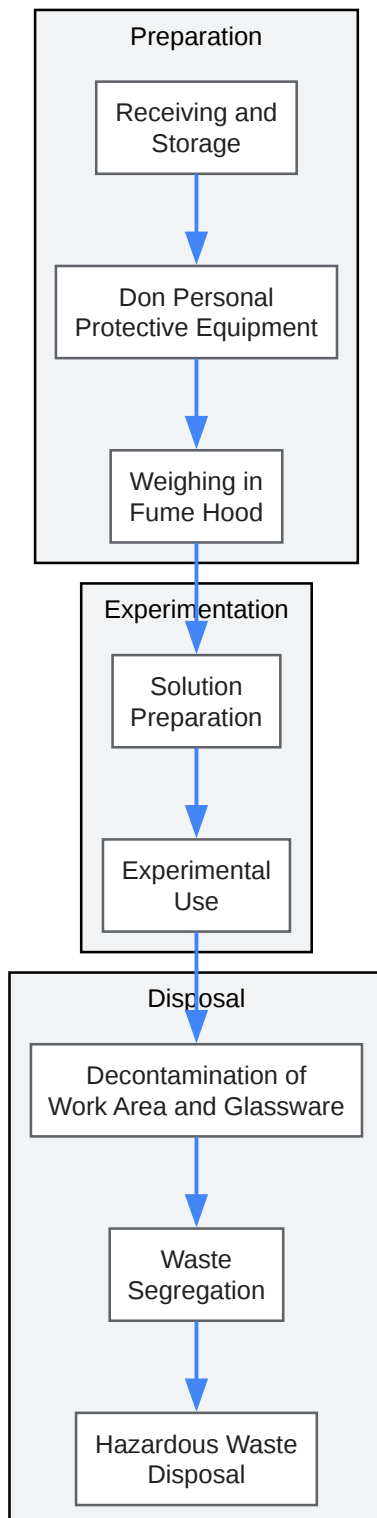 Preparation
Receiving and
Storage
Don Personal
Protective Equipment
Weighing in
Fume Hood
Experimentation
Solution
Preparation
Experimental
Use
Disposal
Decontamination of
Work Area and Glassware
Waste
Segregation
Hazardous Waste
Disposal